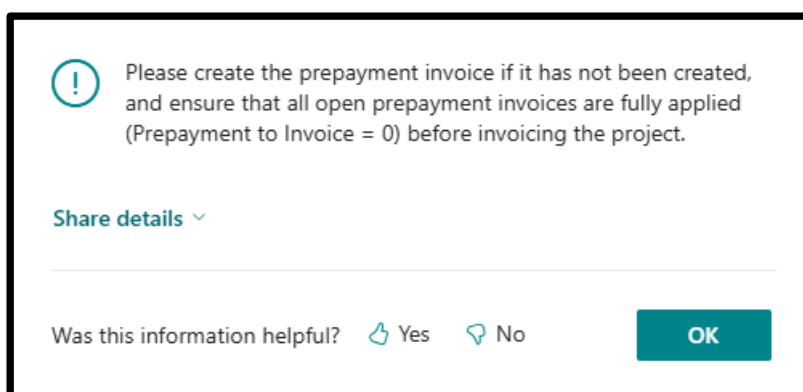 Please create the prepayment invoice if it has not been created,
and ensure that all open prepayment invoices are fully applied
(Prepayment to Invoice = 0) before invoicing the project.
Share details
Was this information helpful? Yes No OK